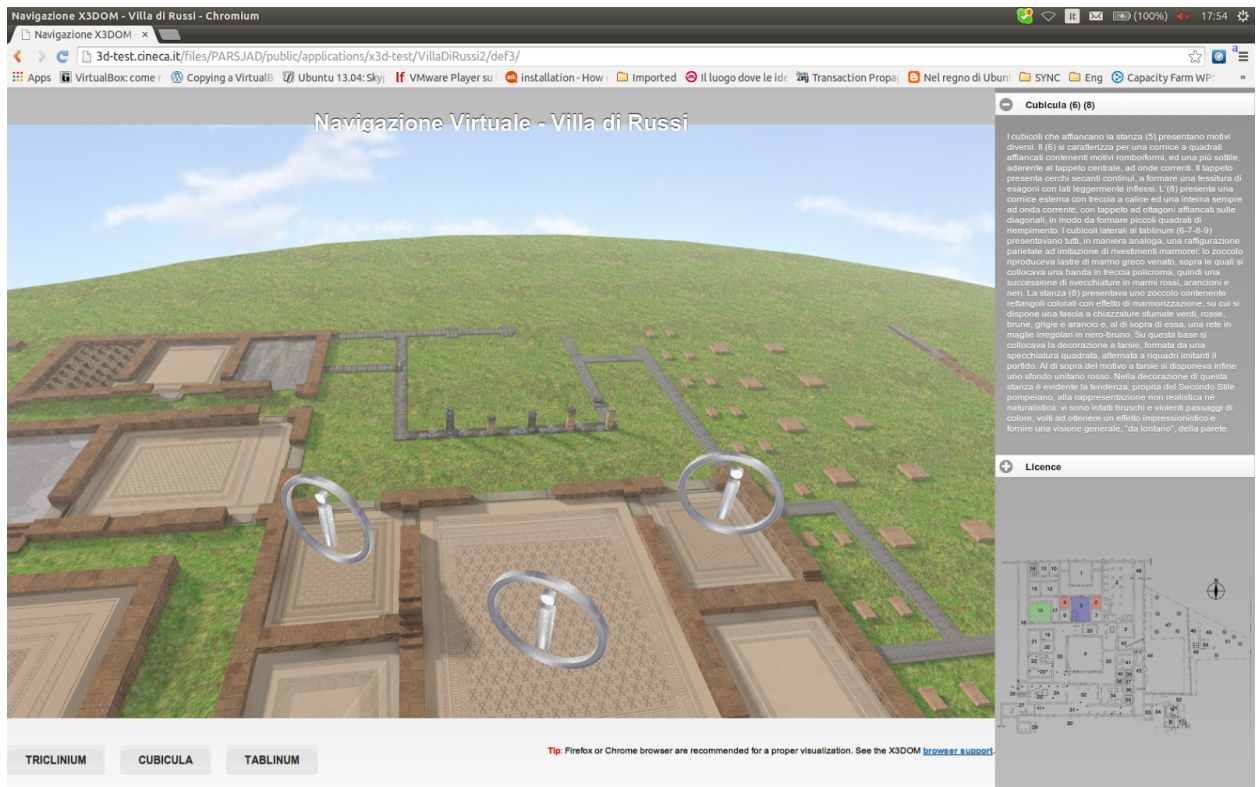 Navigazione X3DOM - Villa di Russi - Chromium
It
(100%)
17:54
Navigazione X3DOM
3d-test.cineca.it/files/PARSJAD/public/applications/x3d-test/VillaDiRussi2/def3/
Apps VirtualBox: come Copying a VirtualB Ubuntu 13.04: Sky VMware Player su installation - How Imported Il luogo dove le ide Transaction Propa Nel regno di Ubun SYNC Eng Capacity Farm WP
Navigazione Virtuale - Villa di Russi
Cubicula (6) (8)
I cubicoli che affiancano la stanza (5) presentano motivi
diversi. Il (6) si caratterizza per una cornice a quadrati
affiancati contenenti motivi romboiformi, ed una più sottile,
aderente al tappeto centrale, ad onde correnti. Il tappeto
presenta cerchi secanti continui, a formare una tessitura di
esagoni con lati leggermente inflessi. L'(8) presenta una
cornice esterna con treccia a calice ed una interna sempre
ad onda corrente, con tappeto ad ottagoni affiancati sulle
diagonali, in modo da formare piccoli quadrati di
riempimento. I cubicoli laterali al tablinum (6-7-8-9)
presentavano tutti, in maniera analoga, una raffigurazione
parietale ad imitazione di rivestimenti marmorei: lo zoccolo
riproduceva lastre di marmo greco venato, sopra le quali si
collocava una banda in treccia policroma, quindi una
successione di svecchiature in marmi rossi, arancioni e
neri. La stanza (8) presentava uno zoccolo contenente
rettangoli colorati con effetto di marmorizzazione, su cui si
dispone una fascia a chiazzature sfumate verdi, rosse,
brune, grigie e arancio e, al di sopra di essa, una rete in
maglie irregolari in nero-bruno. Su questa base si
collocava la decorazione a tarsie, formata da una
specchiatura quadrata, alternata a riquadri imitanti il
porfido. Al di sopra del motivo a tarsie si disponeva infine
uno sfondo unitario rosso. Nella decorazione di questa
stanza è evidente la tendenza, propria del Secondo Stile
pompeiano, alla rappresentazione non realistica nè
naturalistica: vi sono infatti bruschi e violenti passaggi di
colore, volti ad ottenere un effetto impressionistico e
fornire una visione generale, "da lontano", della parete.
Licence
TRICLINIUM
CUBICULA
TABLINUM
Tip: Firefox or Chrome browser are recommended for a proper visualization. See the X3DOM browser support.